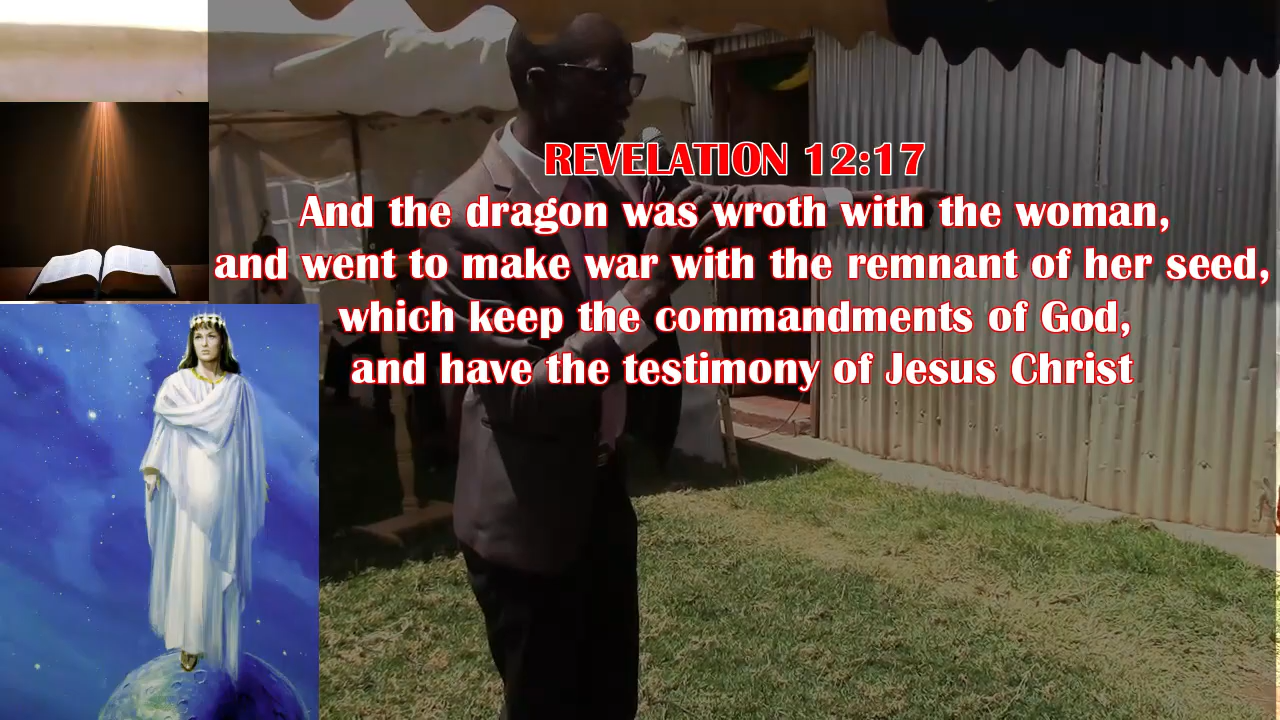 REVELATION 12:17
And the dragon was wroth with the woman,
and went to make war with the remnant of her seed,
which keep the commandments of God,
and have the testimony of Jesus Christ